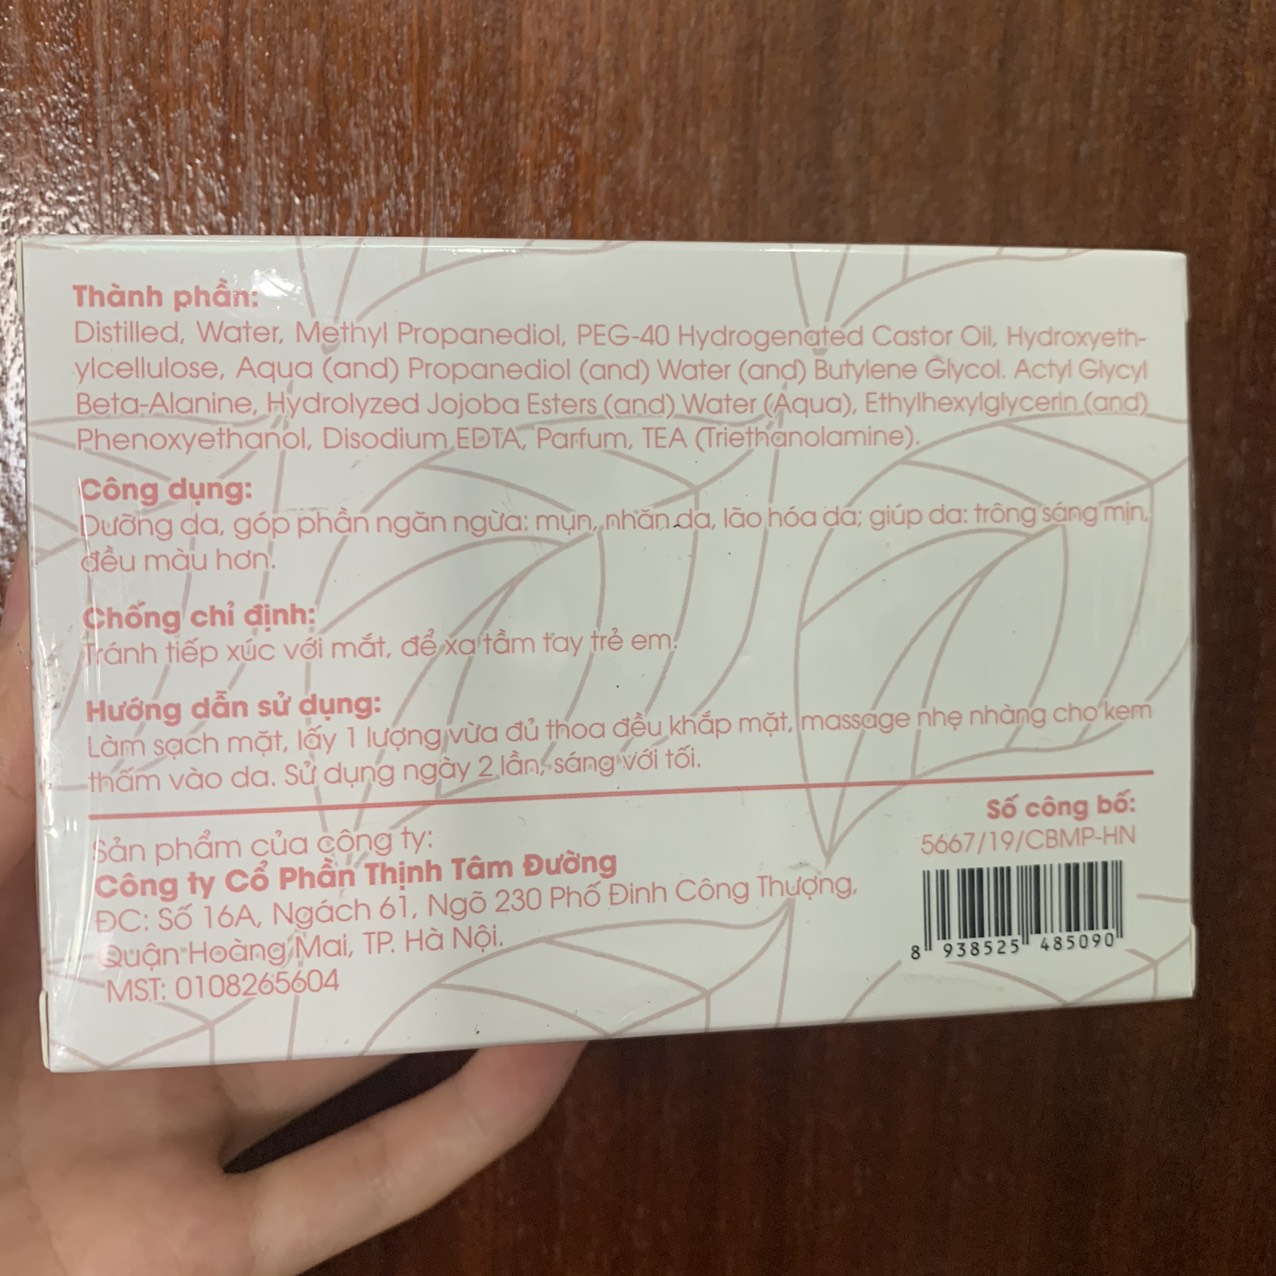 Thành phần:
Distilled, Water, Methyl Propanediol, PEG-40 Hydrogenated Castor Oil, Hydroxyeth-
ylcellulose, Aqua (and) Propanediol (and) Water (and) Butylene Glycol. Actyl Glycyl
Beta-Alanine, Hydrolyzed Jojoba Esters (and) Water (Aqua), Ethylhexylglycerin (and)
Phenoxyethanol, Disodium EDTA, Parfum, TEA (Triethanolamine).
Công dụng:
Dưỡng da, góp phần ngăn ngừa: mụn, nhăn da, lão hóa da; giúp da: trông sáng mịn,
đều màu hơn.
Chống chỉ định:
Tránh tiếp xúc với mắt, để xa tầm tay trẻ em.
Hướng dẫn sử dụng:
Làm sạch mặt, lấy 1 lượng vừa đủ thoa đều khắp mặt, massage nhẹ nhàng cho kem
thấm vào da. Sử dụng ngày 2 lần, sáng với tối.
Sản phẩm của công ty:
Công ty Cổ Phần Thịnh Tâm Đường
ĐC: Số 16A, Ngách 61, Ngõ 230 Phố Đinh Công Thượng,
Quận Hoàng Mai, TP. Hà Nội.
MST: 0108265604
Số công bố:
5667/19/CBMP-HN
8 938525 485090